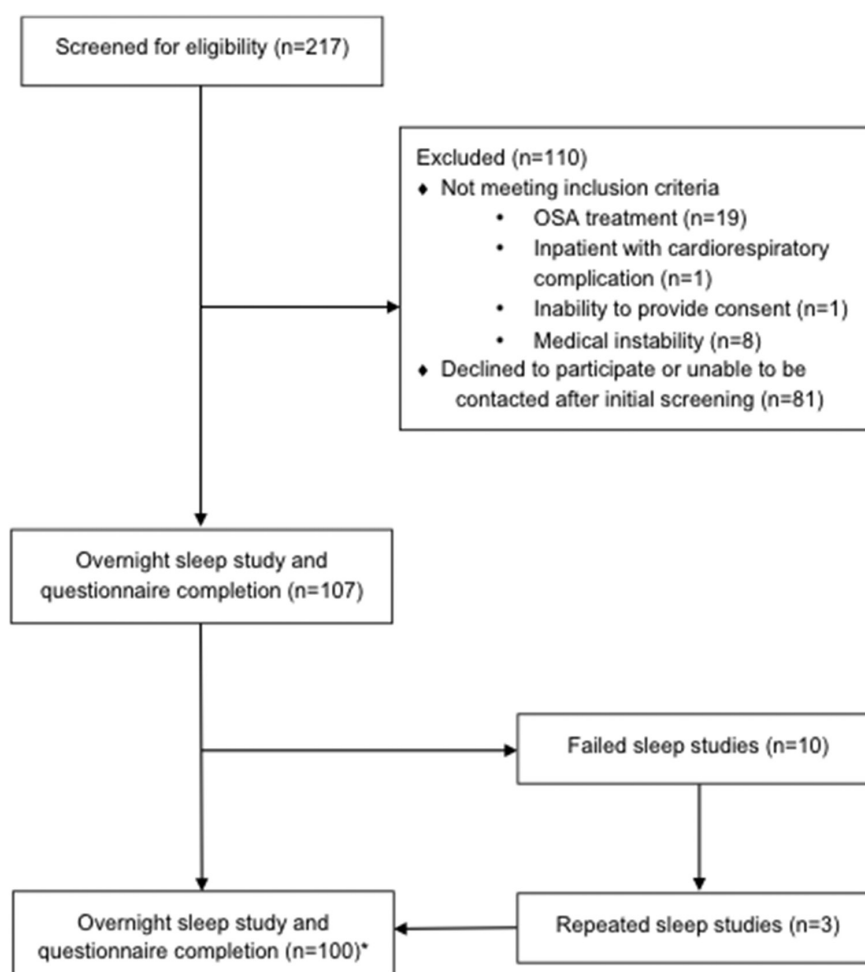 Screened for eligibility (n=217)
Excluded (n=110)
♦ Not meeting inclusion criteria
• OSA treatment (n=19)
• Inpatient with cardiorespiratory
complication (n=1)
• Inability to provide consent (n=1)
• Medical instability (n=8)
♦ Declined to participate or unable to be
contacted after initial screening (n=81)
Overnight sleep study and
questionnaire completion (n=107)
Failed sleep studies (n=10)
Repeated sleep studies (n=3)
Overnight sleep study and
questionnaire completion (n=100)*